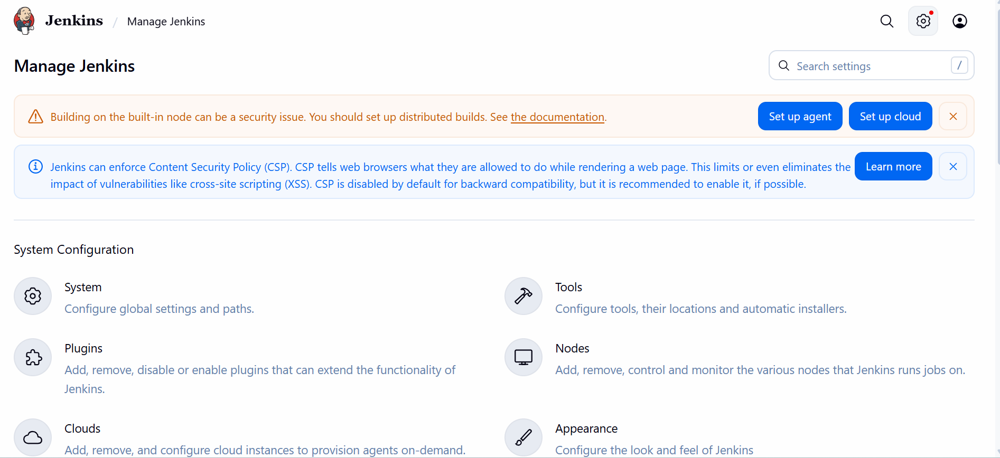 Jenkins / Manage Jenkins
Manage Jenkins
Search settings /
Building on the built-in node can be a security issue. You should set up distributed builds. See the documentation.
Set up agent
Set up cloud
Jenkins can enforce Content Security Policy (CSP). CSP tells web browsers what they are allowed to do while rendering a web page. This limits or even eliminates the
impact of vulnerabilities like cross-site scripting (XSS). CSP is disabled by default for backward compatibility, but it is recommended to enable it, if possible.
Learn more
System Configuration
System
Configure global settings and paths.
Tools
Configure tools, their locations and automatic installers.
Plugins
Add, remove, disable or enable plugins that can extend the functionality of
Jenkins.
Nodes
Add, remove, control and monitor the various nodes that Jenkins runs jobs on.
Clouds
Add, remove, and configure cloud instances to provision agents on-demand.
Appearance
Configure the look and feel of Jenkins